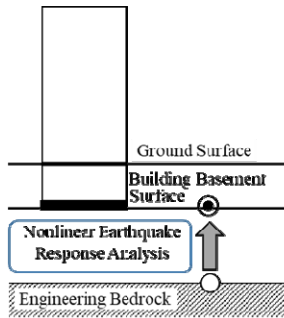 Ground Surface
Building Basement
Surface
Nonlinear Earthquake
Response Analysis
Engineering Bedrock